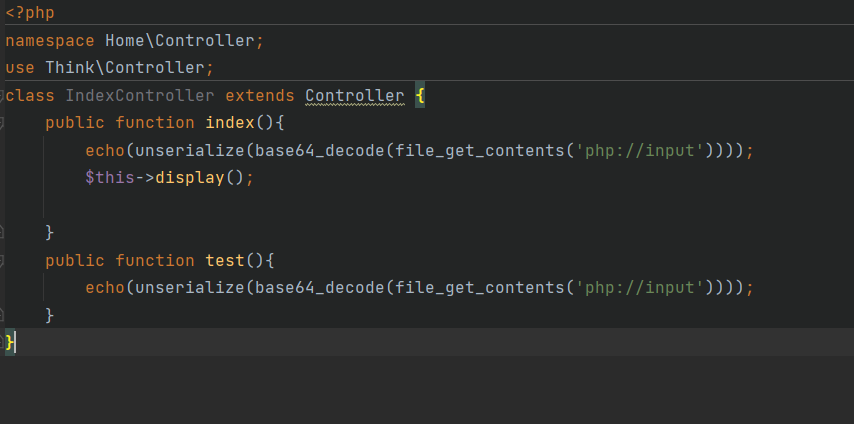 <?php
namespace Home\Controller;
use Think\Controller;
class IndexController extends Controller {
    public function index(){
        echo(unserialize(base64_decode(file_get_contents('php://input'))));
        $this->display();
    }
    public function test(){
        echo(unserialize(base64_decode(file_get_contents('php://input'))));
    }
}